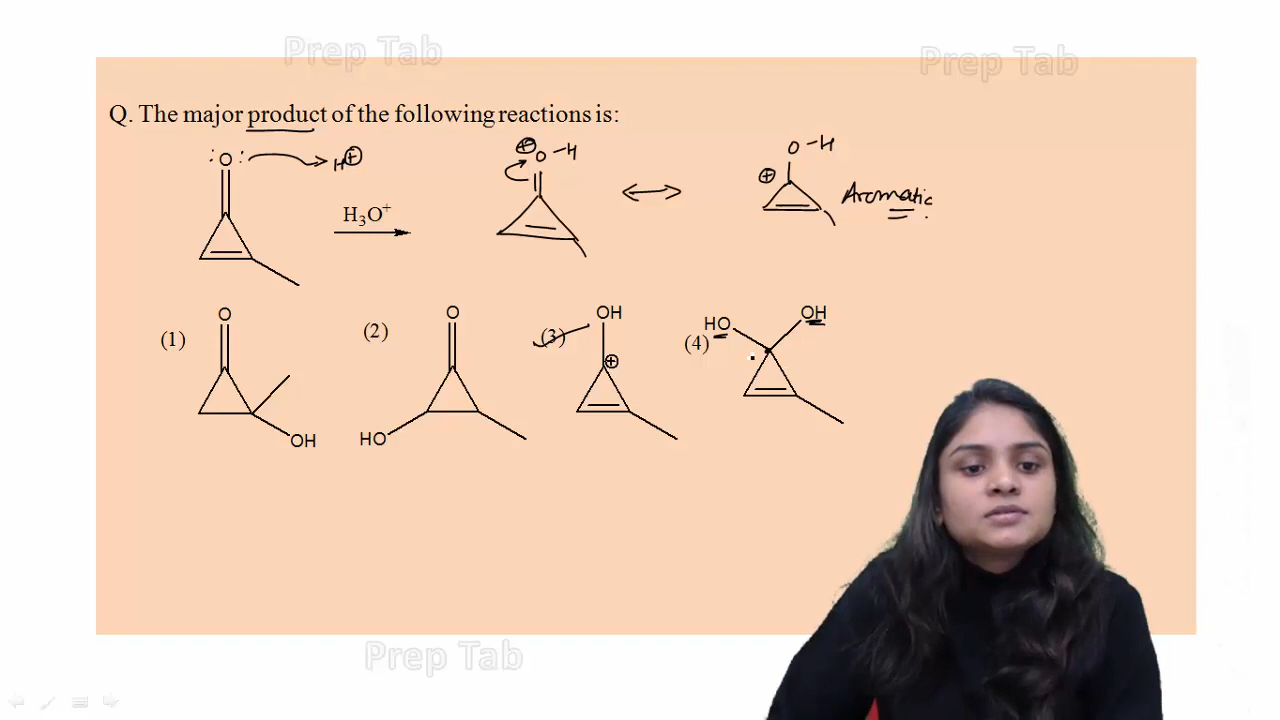 Prep Tab
Prep Tab
Q. The major product of the following reactions is:
:O: H⊕
H₃O⁺
⊕
O-H
O-H
⊕
Aromatic
(1) O
OH
(2) O
HO
(3) OH
⊕
(4) HO OH
Prep Tab